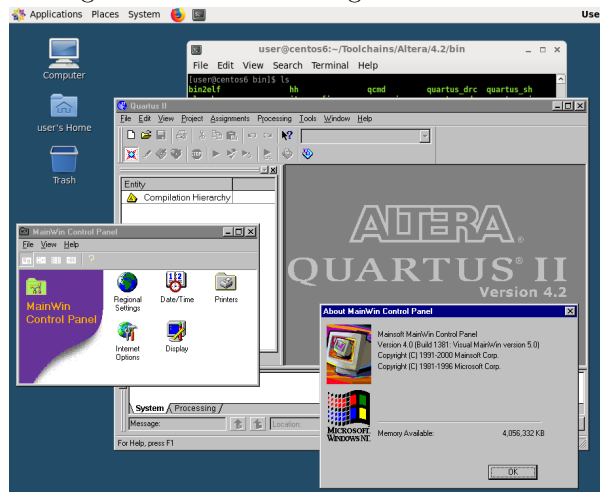 Applications Places System
Use
Computer
user's Home
Trash
user@centos6:~/Toolchains/Altera/4.2/bin
File Edit View Search Terminal Help
[user@centos6 bin]$ ls
bin2elf hh qcmd quartus_drc quartus_sh
Quartus II
File Edit View Project Assignments Processing Tools Window Help
Entity
Compilation Hierarchy
ALTERA®
QUARTUS® II
Version 4.2
MainWin Control Panel
File View Help
MainWin
Control Panel
Regional
Settings
Date/Time
Printers
Internet
Options
Display
About MainWin Control Panel
Mainsoft MainWin Control Panel
Version 4.0 (Build 1381: Visual MainWin version 5.0)
Copyright (C) 1991-2000 Mainsoft Corp.
Copyright (C) 1981-1996 Microsoft Corp.
MICROSOFT.
WINDOWS NT.
Memory Available: 4,056,332 KB
OK
System Processing
Message: Location:
For Help, press F1